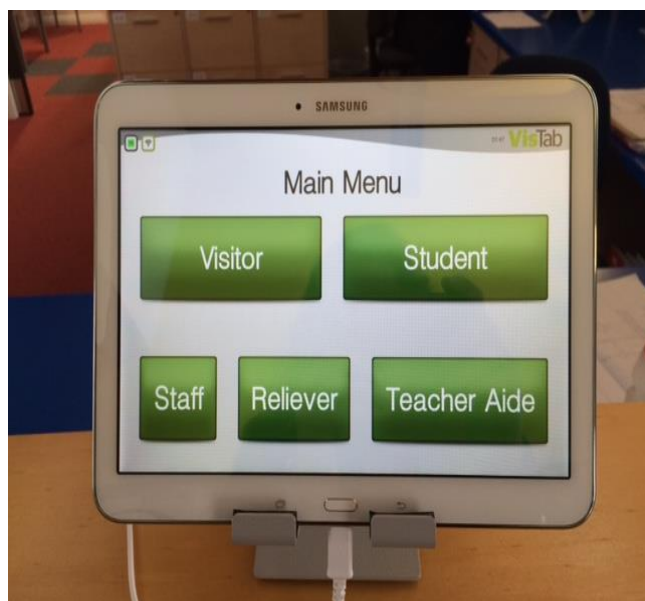 SAMSUNG
VisTab
Main Menu
Visitor Student
Staff Reliever Teacher Aide